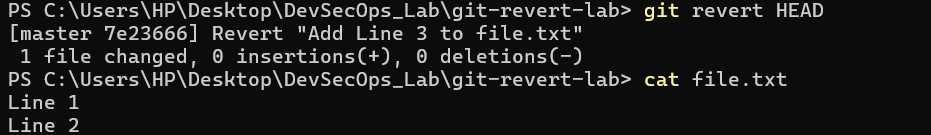 PS C:\Users\HP\Desktop\DevSecOps_Lab\git-revert-lab> git revert HEAD
[master 7e23666] Revert "Add Line 3 to file.txt"
 1 file changed, 0 insertions(+), 0 deletions(-)
PS C:\Users\HP\Desktop\DevSecOps_Lab\git-revert-lab> cat file.txt
Line 1
Line 2